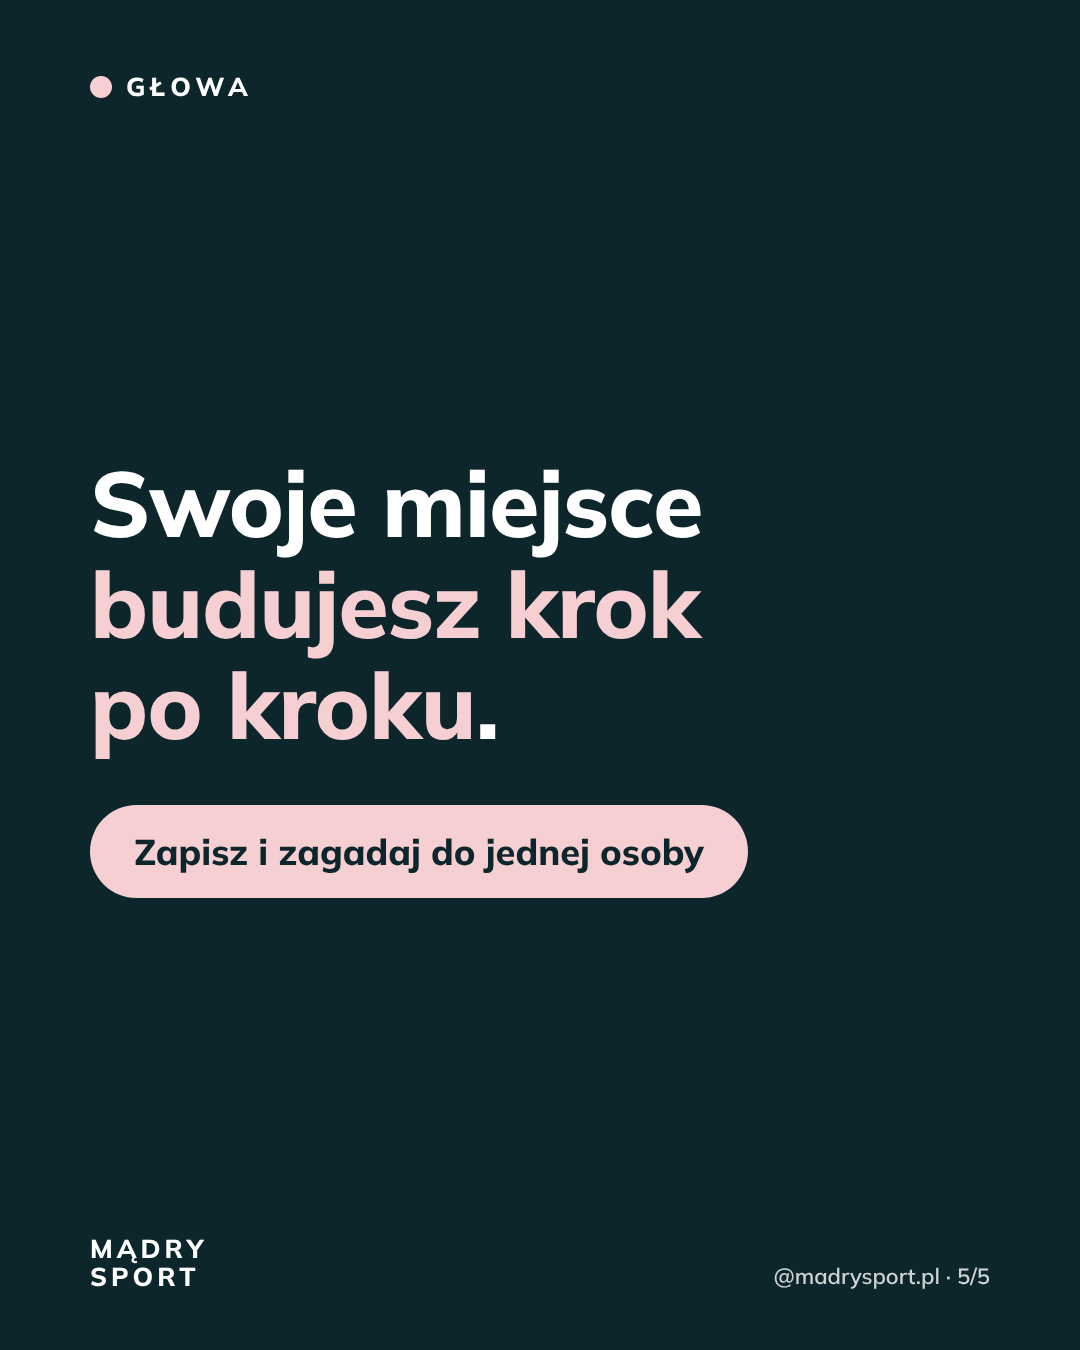 GŁOWA
Swoje miejsce
budujesz krok
po kroku.
Zapisz i zagadaj do jednej osoby
MĄDRY
SPORT
@madrysport.pl · 5/5